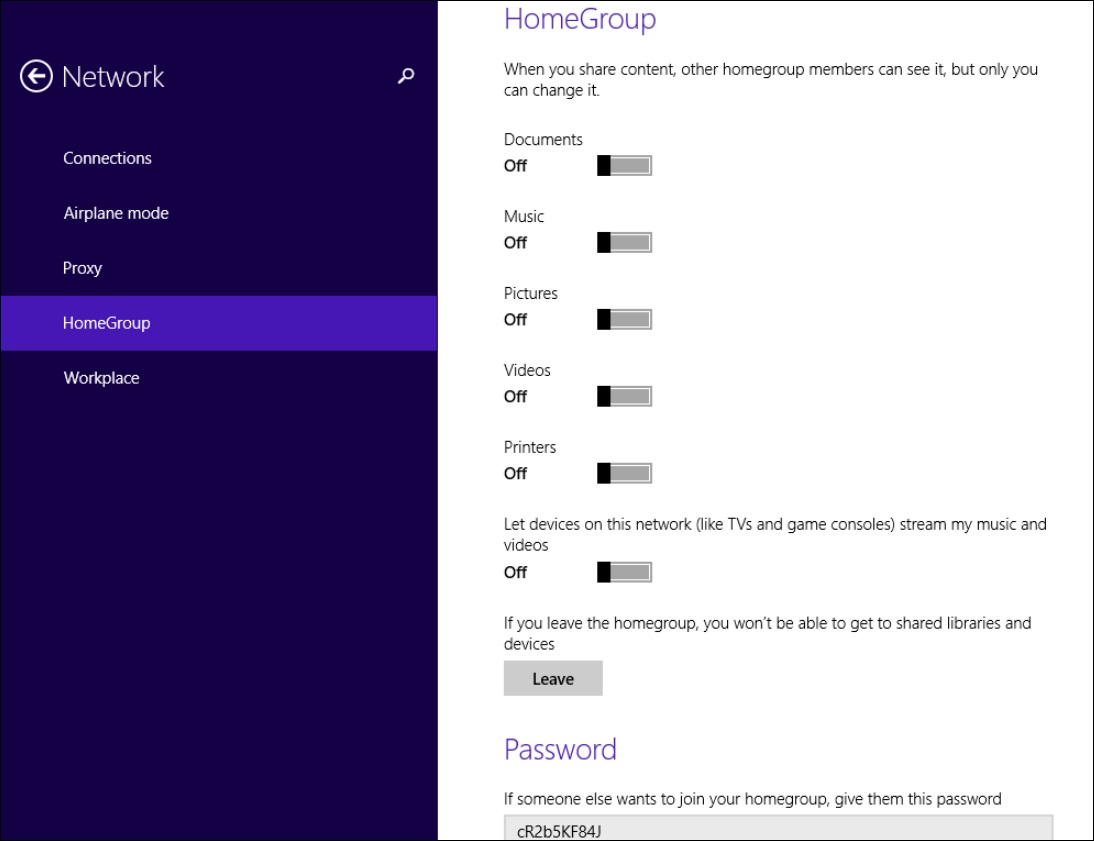 Network
Connections
Airplane mode
Proxy
HomeGroup
Workplace
HomeGroup
When you share content, other homegroup members can see it, but only you
can change it.
Documents
Off
Music
Off
Pictures
Off
Videos
Off
Printers
Off
Let devices on this network (like TVs and game consoles) stream my music and
videos
Off
If you leave the homegroup, you won't be able to get to shared libraries and
devices
Leave
Password
If someone else wants to join your homegroup, give them this password
cR2b5KF84J